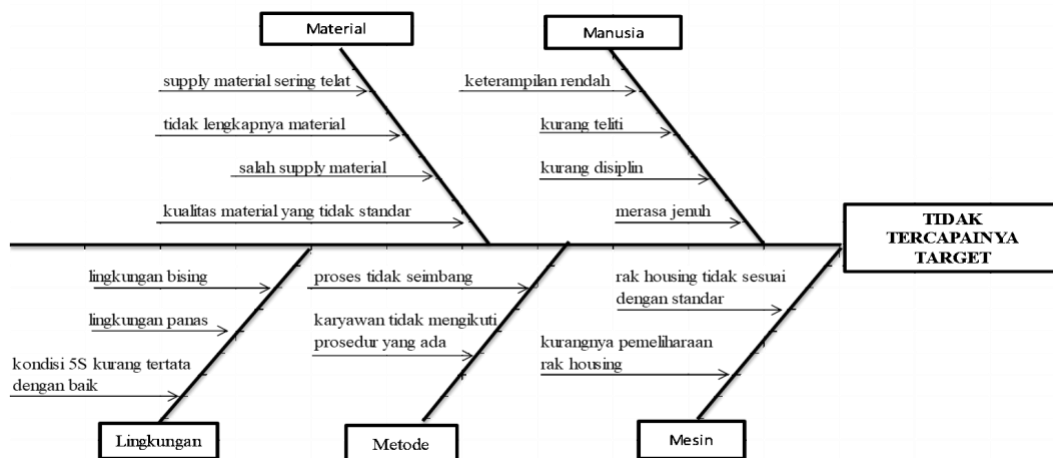 Material
Manusia
supply material sering telat
tidak lengkapnya material
salah supply material
kualitas material yang tidak standar
keterampilan rendah
kurang teliti
kurang disiplin
merasa jenuh
TIDAK
TERCAPAINYA
TARGET
lingkungan bising
lingkungan panas
kondisi 5S kurang tertata
dengan baik
proses tidak seimbang
karyawan tidak mengikuti
prosedur yang ada
rak housing tidak sesuai
dengan standar
kurangnya pemeliharaan
rak housing
Lingkungan
Metode
Mesin